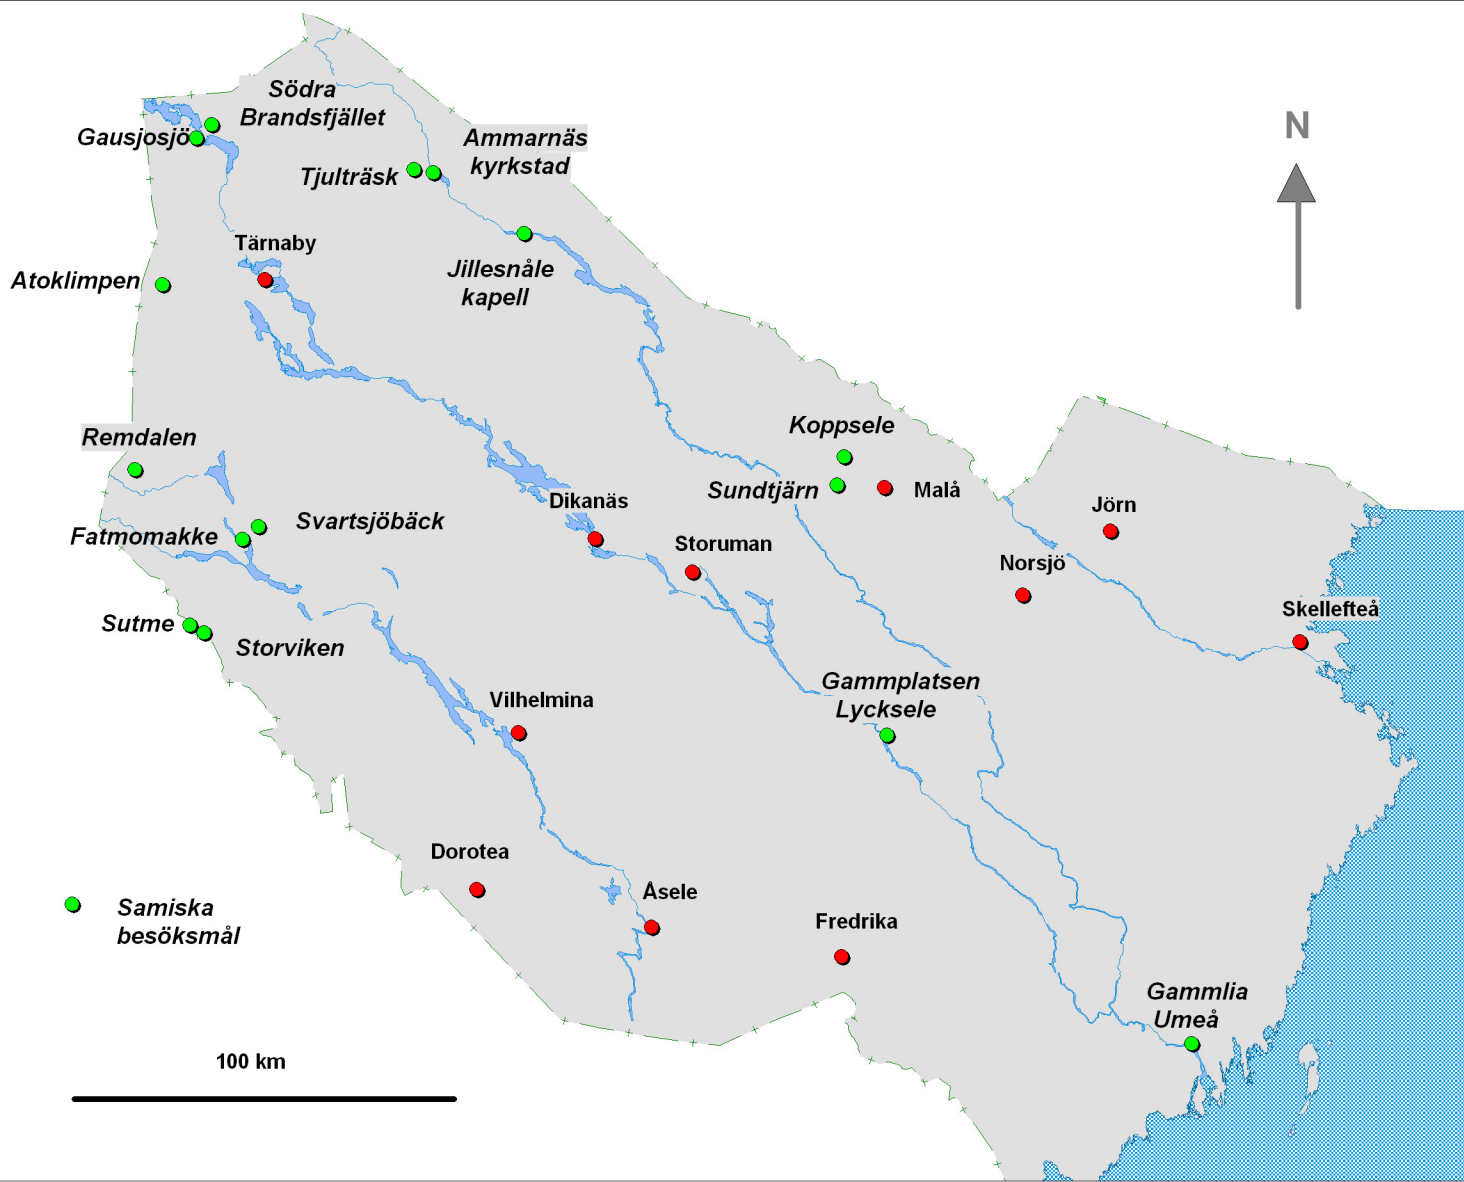 Södra
Brandsfjället
Gausjosjö
Ammarnäs
kyrkstad
Tjulträsk
N
Tärnaby
Atoklimpen
Jillesnåle
kapell
Remdalen
Koppsele
Sundtjärn
Malå
Dikanäs
Jörn
Svartsjöbäck
Fatmomakke
Storuman
Norsjö
Skellefteå
Sutme
Storviken
Gammplatsen
Lycksele
Vilhelmina
Dorotea
Åsele
Fredrika
Samiska
besöksmål
Gammlia
Umeå
100 km